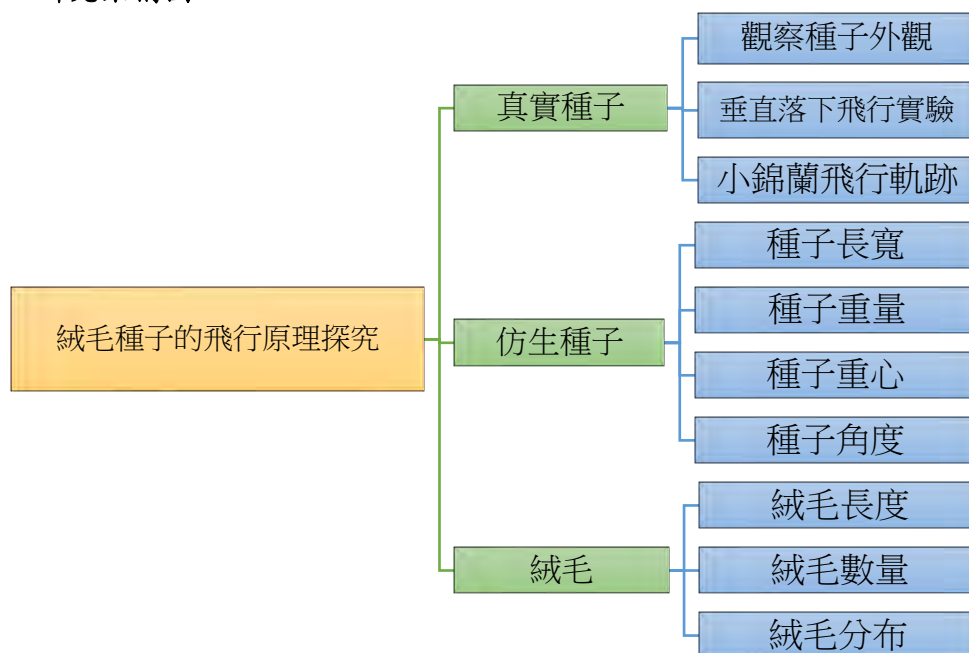 絨毛種子的飛行原理探究
真實種子
觀察種子外觀
垂直落下飛行實驗
小錦蘭飛行軌跡
仿生種子
種子長寬
種子重量
種子重心
種子角度
絨毛
絨毛長度
絨毛數量
絨毛分布